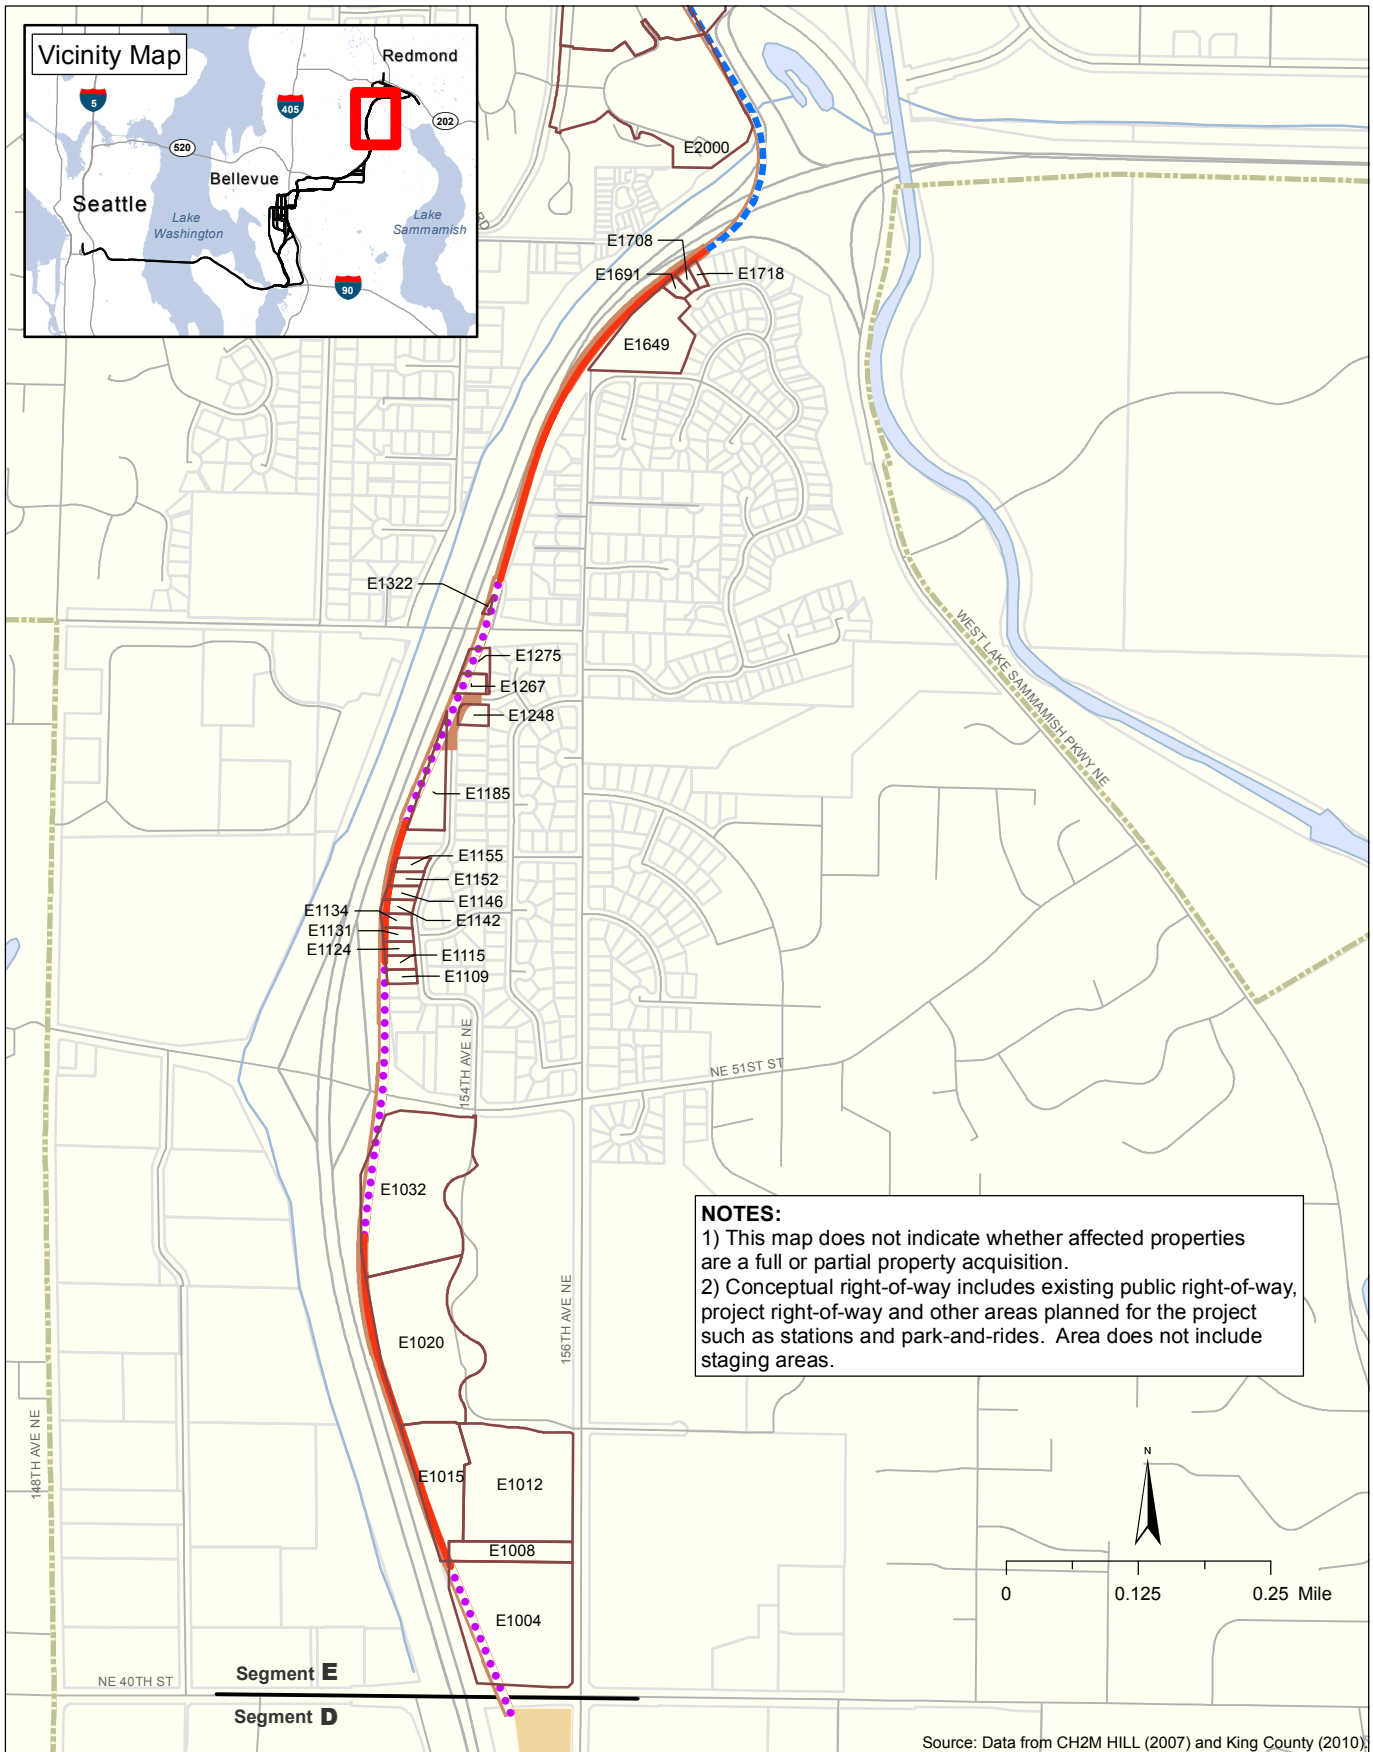 Vicinity Map
Redmond
5
405
202
520
Bellevue
Seattle
Lake
Washington
Lake
Sammamish
90
RD
E2000
E1708
E1691
E1718
E1649
E1322
E1275
E1267
E1248
E1185
E1155
E1152
E1146
E1134
E1142
E1131
E1124
E1115
E1109
WEST LAKE SAMMAMISH PKWY NE
154TH AVE NE
NE 51ST ST
E1032
NOTES:
1) This map does not indicate whether affected properties
are a full or partial property acquisition.
2) Conceptual right-of-way includes existing public right-of-way,
project right-of-way and other areas planned for the project
such as stations and park-and-rides. Area does not include
staging areas.
E1020
156TH AVE NE
148TH AVE NE
E1015
E1012
N
E1008
0
0.125
0.25 Mile
E1004
NE 40TH ST
Segment E
Segment D
Source: Data from CH2M HILL (2007) and King County (2010).